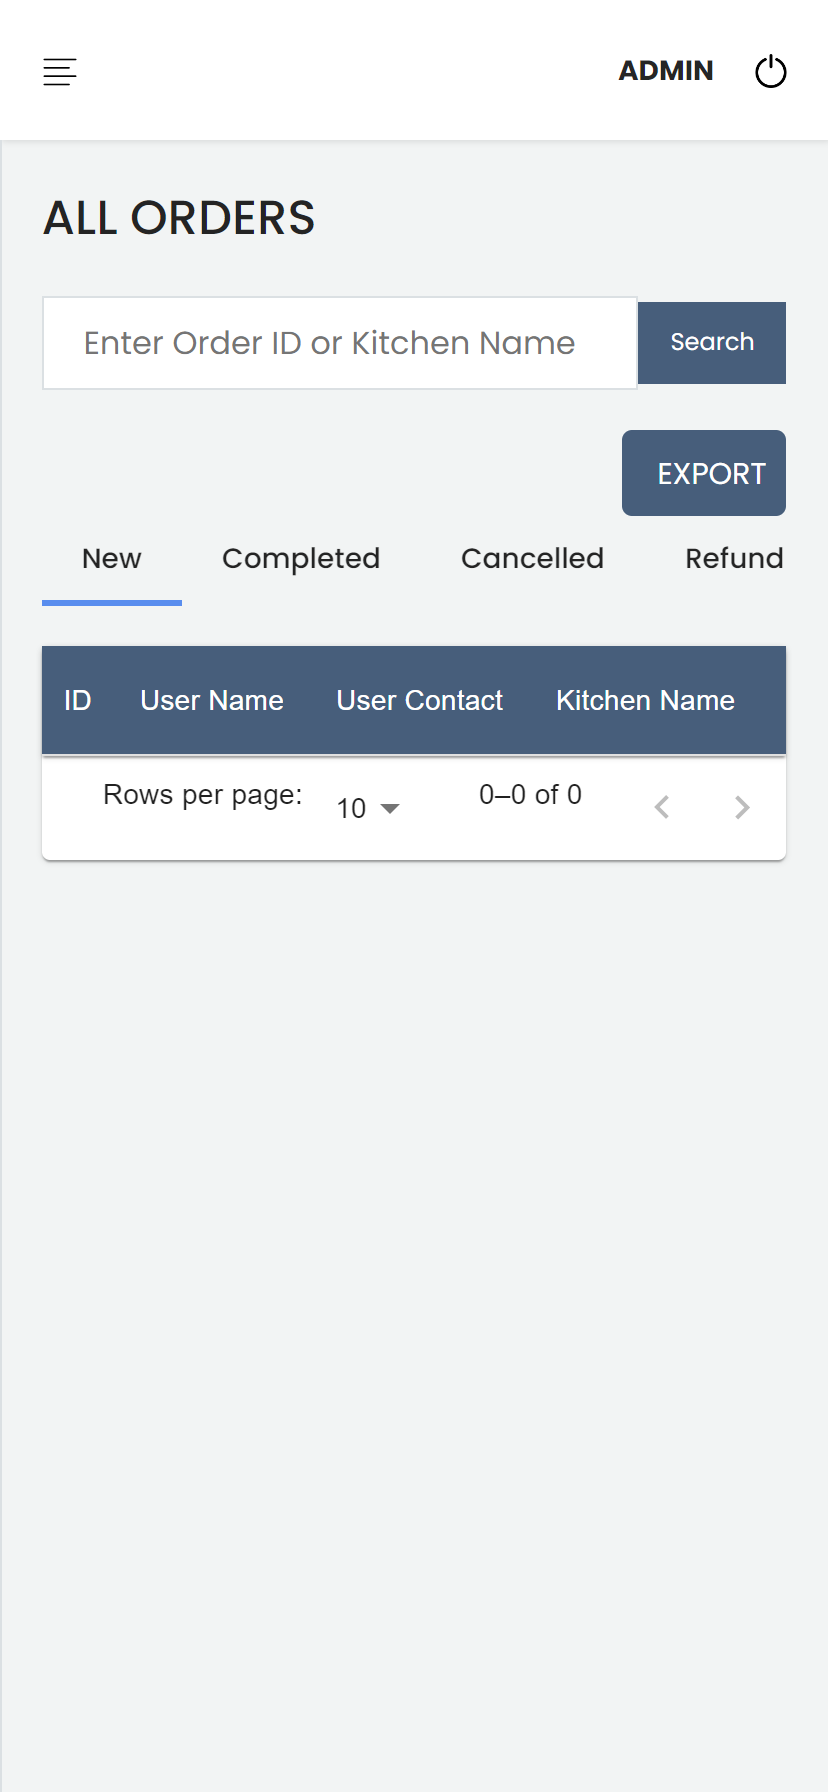 ADMIN
ALL ORDERS
Enter Order ID or Kitchen Name Search
EXPORT
New Completed Cancelled Refund
ID User Name User Contact Kitchen Name
Rows per page: 10 0–0 of 0